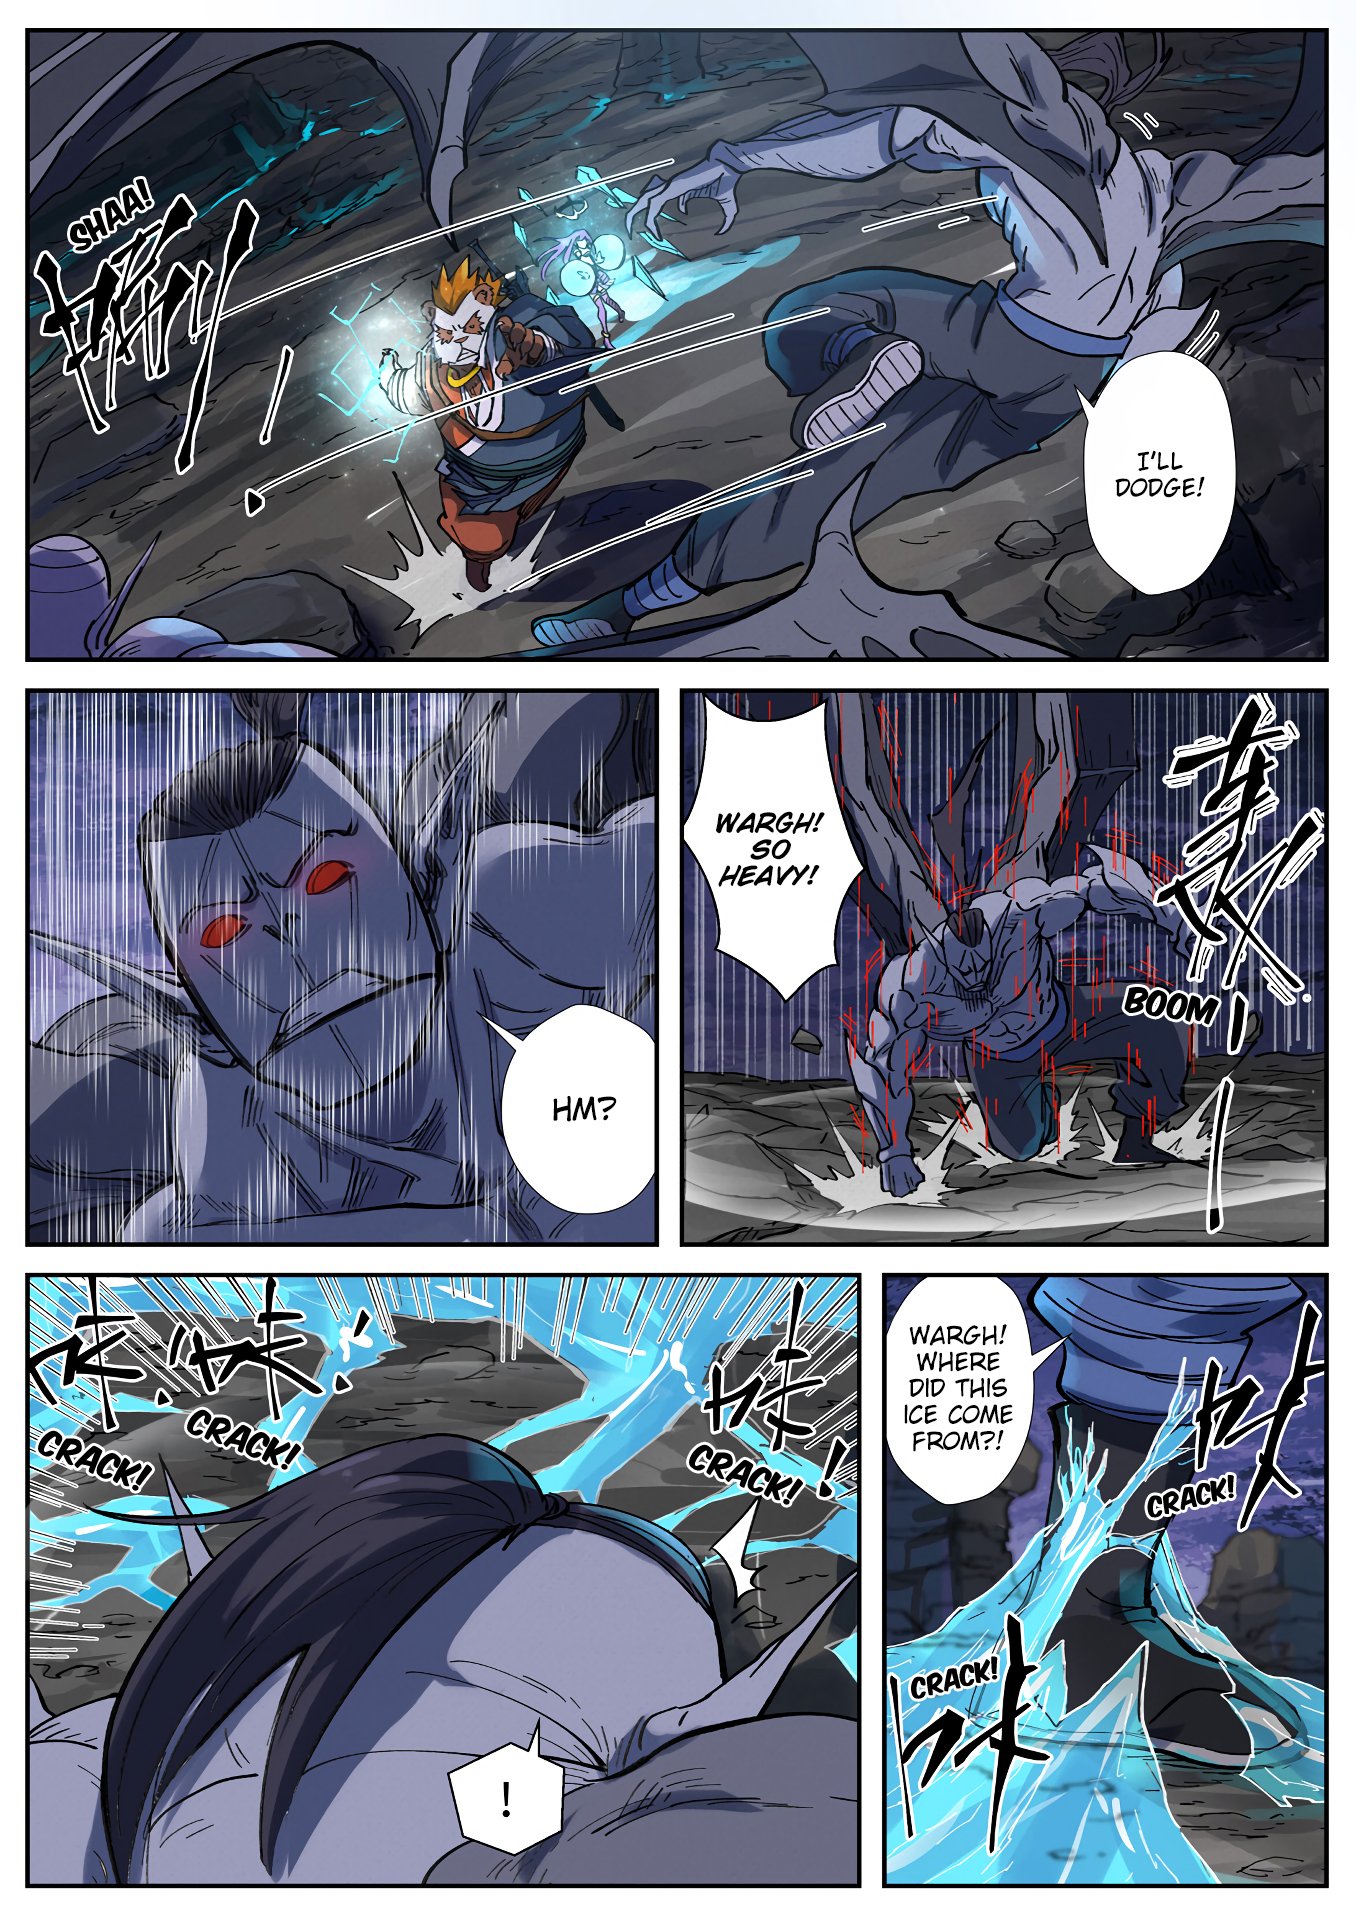 SHAA!
I'LL
DODGE!
HM?
WARGH!
SO
HEAVY!
BOOM
CRACK!
CRACK!
CRACK!
!
WARGH!
WHERE
DID THIS
ICE COME
FROM?!
CRACK!
CRACK!